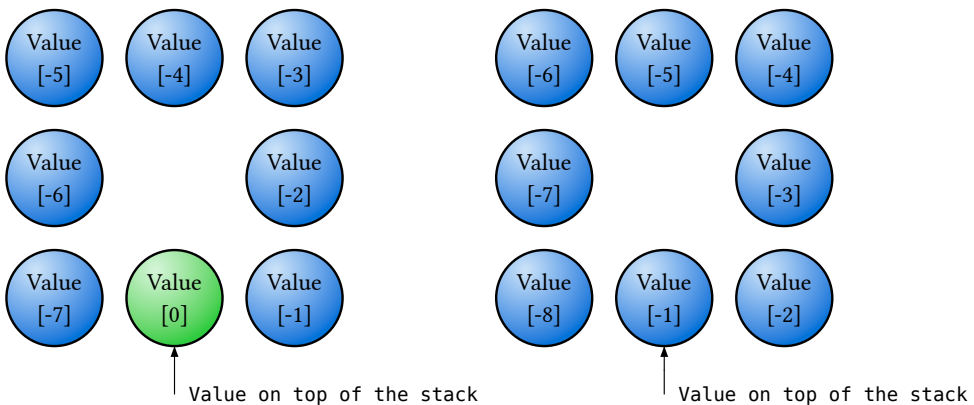 Value
[-5]
Value
[-4]
Value
[-3]
Value
[-6]
Value
[-2]
Value
[-7]
Value
[0]
Value
[-1]
Value on top of the stack
Value
[-6]
Value
[-5]
Value
[-4]
Value
[-7]
Value
[-3]
Value
[-8]
Value
[-1]
Value
[-2]
Value on top of the stack